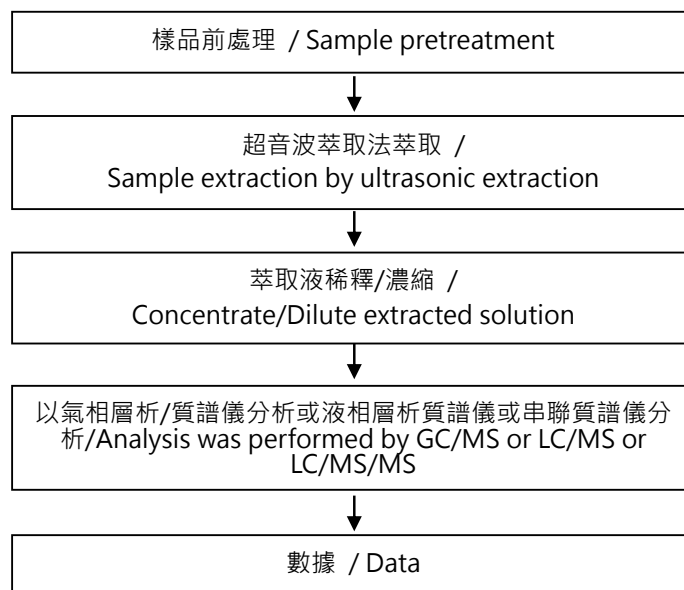 樣品前處理 / Sample pretreatment
超音波萃取法萃取 /
Sample extraction by ultrasonic extraction
萃取液稀釋/濃縮 /
Concentrate/Dilute extracted solution
以氣相層析/質譜儀分析或液相層析質譜儀或串聯質譜儀分
析/Analysis was performed by GC/MS or LC/MS or
LC/MS/MS
數據 / Data